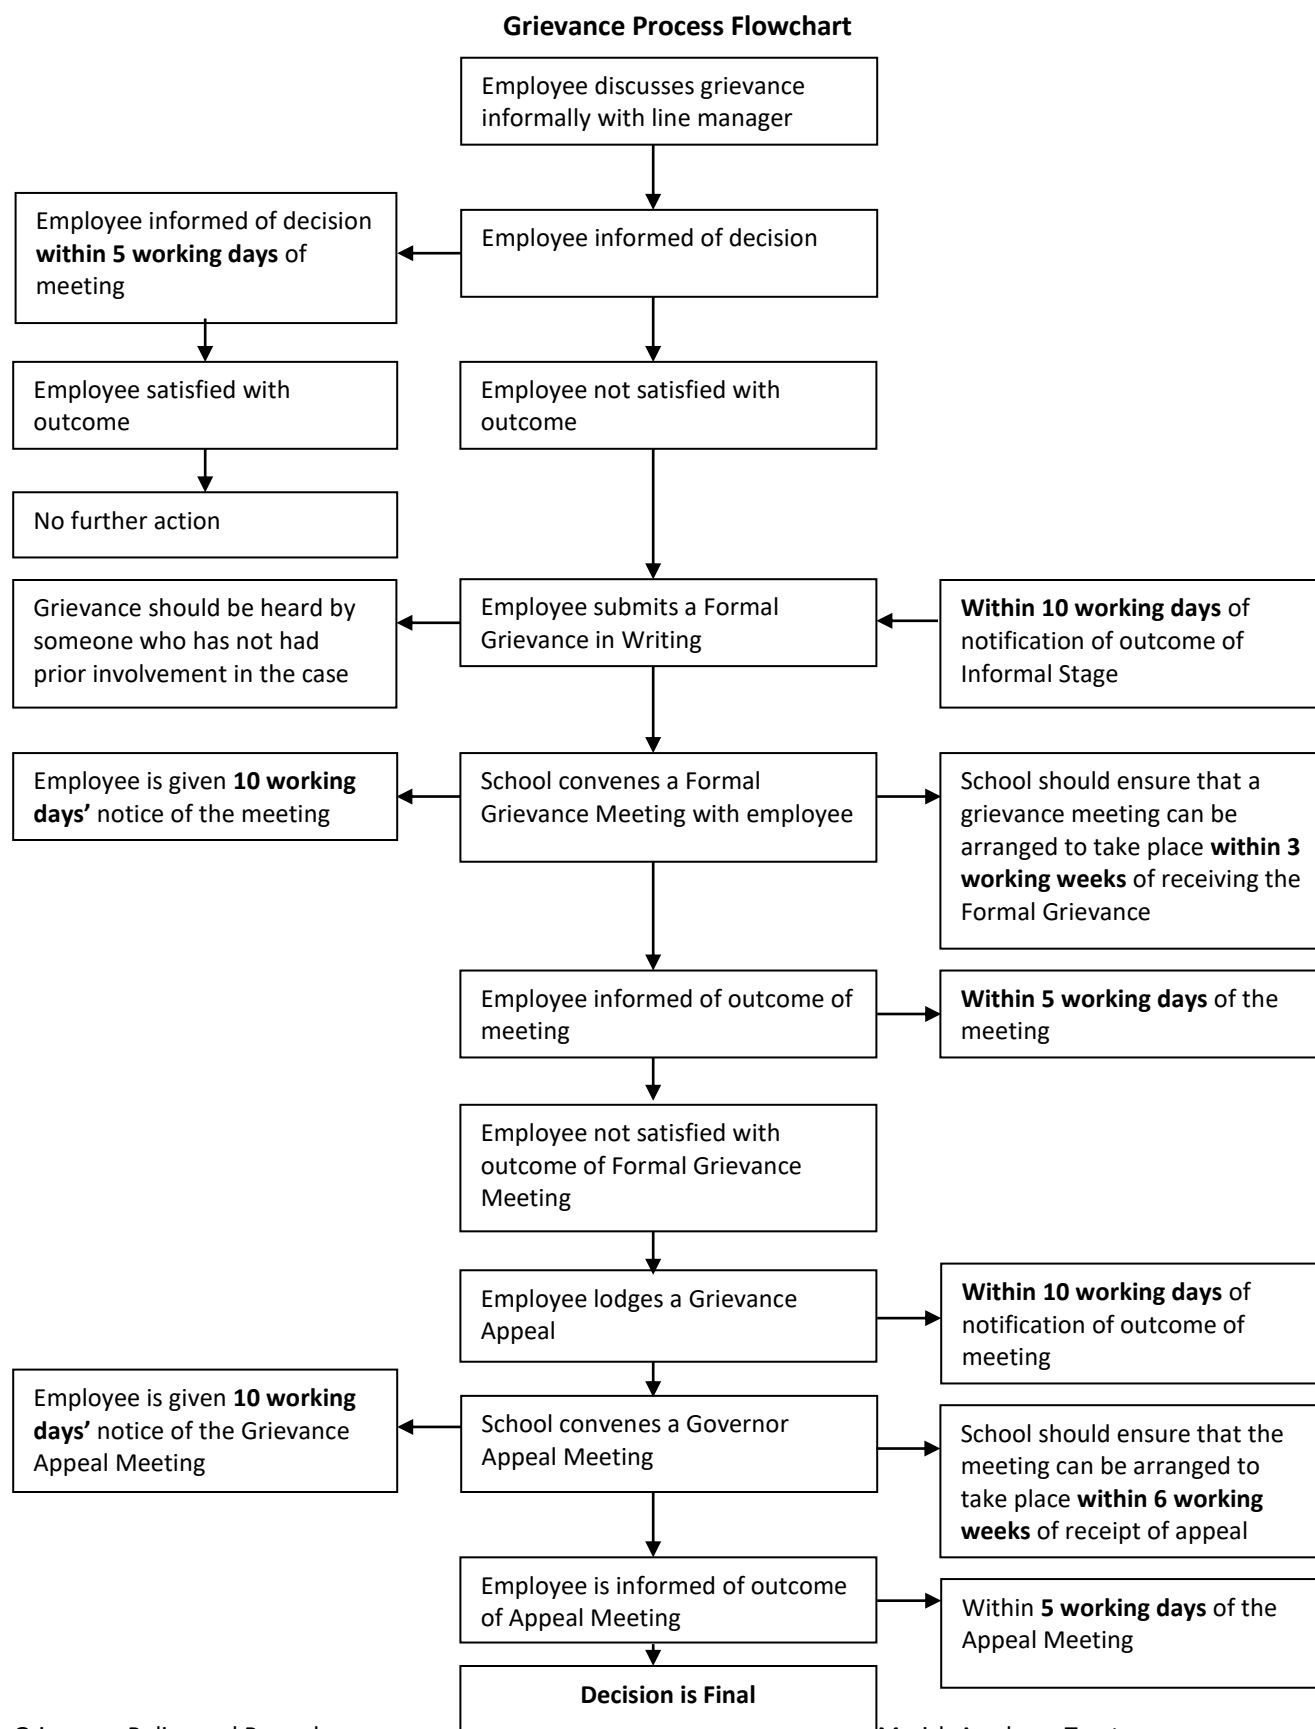 Grievance Process Flowchart
Employee discusses grievance
informally with line manager
Employee informed of decision
within 5 working days of
meeting
Employee informed of decision
Employee satisfied with
outcome
Employee not satisfied with
outcome
No further action
Grievance should be heard by
someone who has not had
prior involvement in the case
Employee submits a Formal
Grievance in Writing
Within 10 working days of
notification of outcome of
Informal Stage
Employee is given 10 working
days’ notice of the meeting
School convenes a Formal
Grievance Meeting with employee
School should ensure that a
grievance meeting can be
arranged to take place within 3
working weeks of receiving the
Formal Grievance
Employee informed of outcome of
meeting
Within 5 working days of the
meeting
Employee not satisfied with
outcome of Formal Grievance
Meeting
Employee lodges a Grievance
Appeal
Within 10 working days of
notification of outcome of
meeting
Employee is given 10 working
days’ notice of the Grievance
Appeal Meeting
School convenes a Governor
Appeal Meeting
School should ensure that the
meeting can be arranged to
take place within 6 working
weeks of receipt of appeal
Employee is informed of outcome
of Appeal Meeting
Within 5 working days of the
Appeal Meeting
Decision is Final